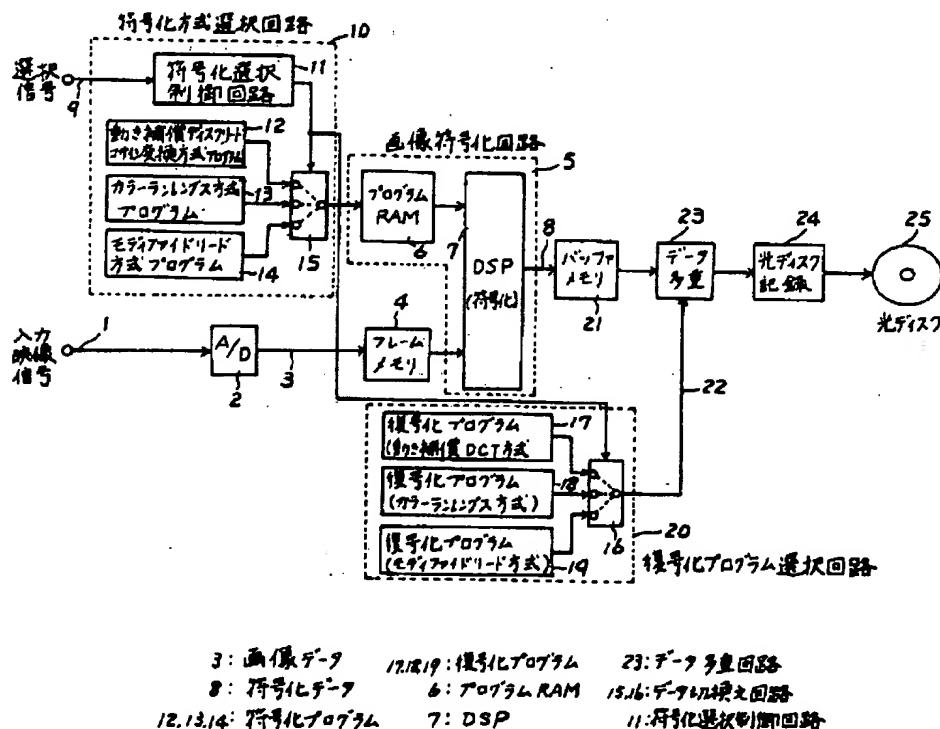 符号化方式選択回路
10
選択
信号
9
符号化選択
制御回路
11
動き補償ディスクリート
コサイン変換方式プログラム
12
カラーランレングス方式
プログラム
13
モディファイドリード
方式プログラム
14
15
画像符号化回路
5
プログラム
RAM
6
7
DSP
(符号化)
8
バッファ
メモリ
21
23
データ
多重
24
光ディスク
記録
25
光ディスク
入力
映像
信号
1
A/D
2
3
4
フレーム
メモリ
22
復号化プログラム
(動き補償DCT方式
17
復号化プログラム
(カラーランレングス方式)
18
復号化プログラム
(モディファイドリード方式)
19
16
20
復号化プログラム選択回路
3: 画像データ 17,18,19: 復号化プログラム 23: データ多重回路
8: 符号化データ 6: プログラムRAM 15,16: データ切換え回路
12,13,14: 符号化プログラム 7: DSP 11: 符号化選択制御回路